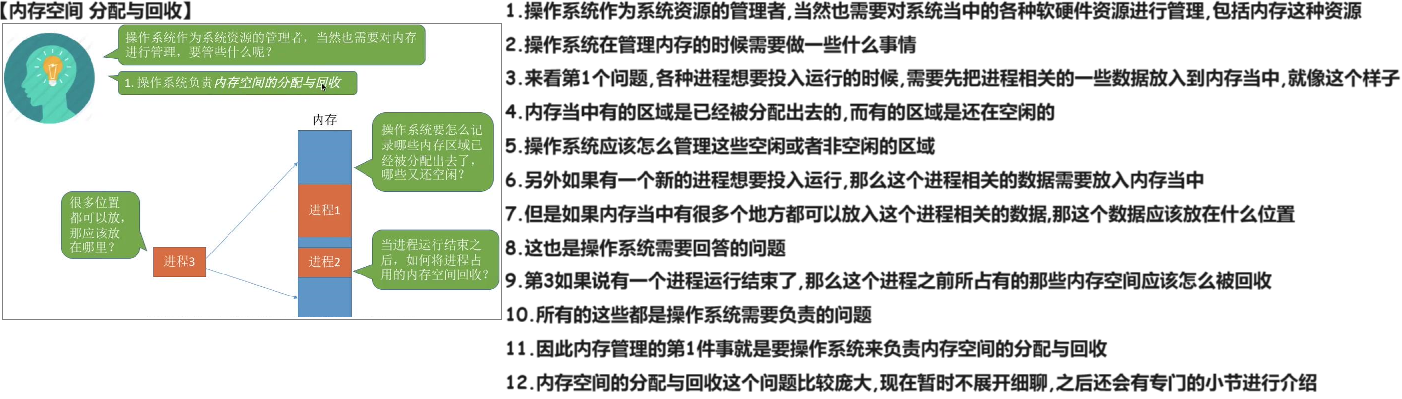 【内存空间 分配与回收】
操作系统作为系统资源的管理者，当然也需要对内存
进行管理，要管些什么呢？
1. 操作系统负责内存空间的分配与回收
内存
操作系统要怎么记
录哪些内存区域已
经被分配出去了，
哪些又还空闲？
很多位置
都可以放，
那应该放
在哪里？
进程1
进程3
进程2
当进程运行结束之
后，如何将进程占
用的内存空间回收？
1.操作系统作为系统资源的管理者,当然也需要对系统当中的各种软硬件资源进行管理,包括内存这种资源
2.操作系统在管理内存的时候需要做一些什么事情
3.来看第1个问题,各种进程想要投入运行的时候,需要先把进程相关的一些数据放入到内存当中,就像这个样子
4.内存当中有的区域是已经被分配出去的,而有的区域是还在空闲的
5.操作系统应该怎么管理这些空闲或者非空闲的区域
6.另外如果有一个新的进程想要投入运行,那么这个进程相关的数据需要放入内存当中
7.但是如果内存当中有很多个地方都可以放入这个进程相关的数据,那这个数据应该放在什么位置
8.这也是操作系统需要回答的问题
9.第3如果说有一个进程运行结束了,那么这个进程之前所占有的那些内存空间应该怎么被回收
10.所有的这些都是操作系统需要负责的问题
11.因此内存管理的第1件事就是要操作系统来负责内存空间的分配与回收
12.内存空间的分配与回收这个问题比较庞大,现在暂时不展开细聊,之后还会有专门的小节进行介绍